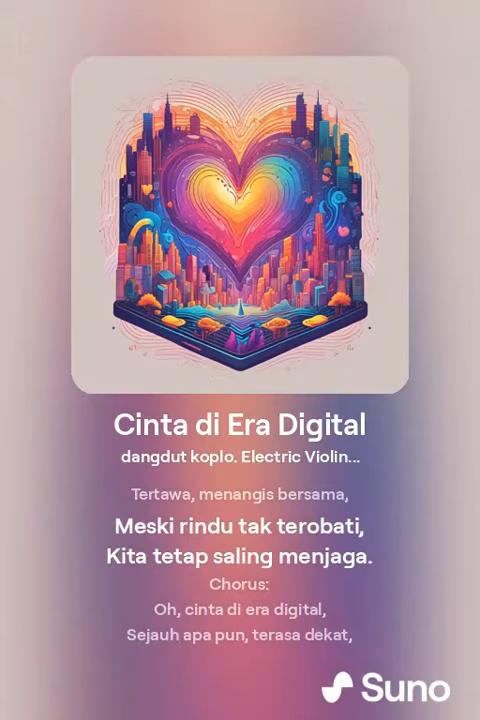 Cinta di Era Digital
dangdut koplo. Electric Violin...
Tertawa, menangis bersama,
Meski rindu tak terobati,
Kita tetap saling menjaga.
Chorus:
Oh, cinta di era digital,
Sejauh apa pun, terasa dekat,
Suno